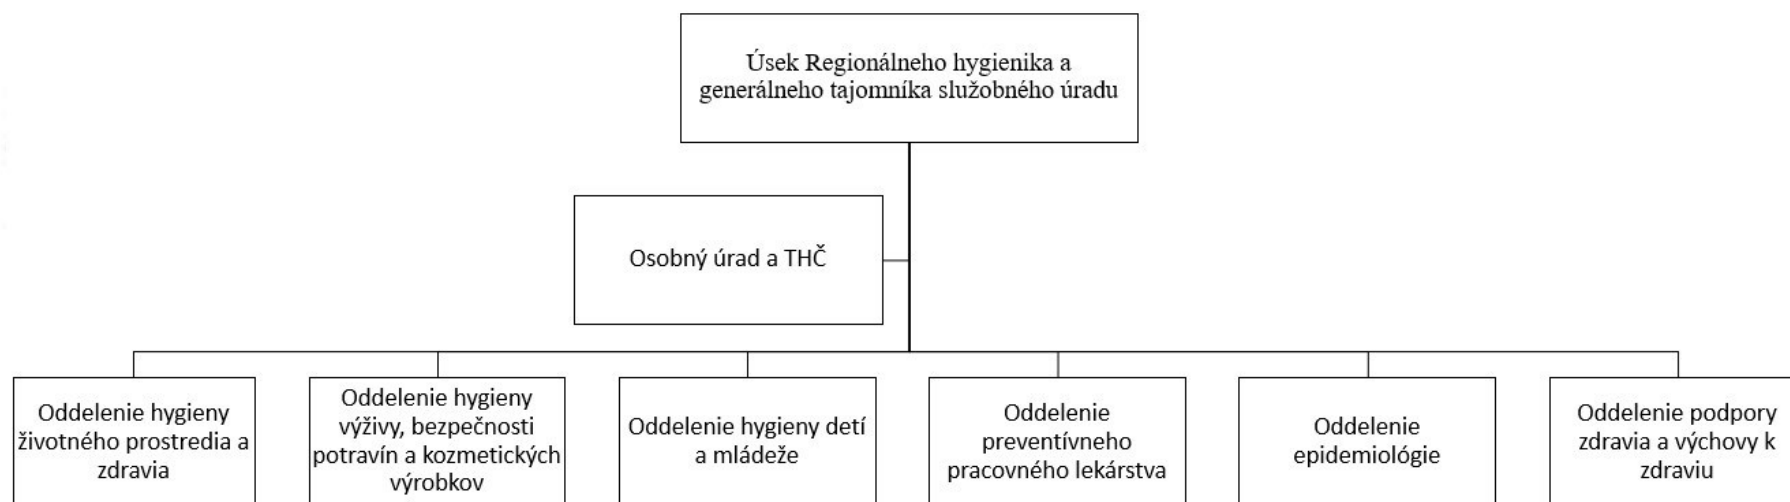 Úsek Regionálneho hygienika a
generálneho tajomníka služobného úradu
Osobný úrad a THČ
Oddelenie hygieny
životného prostredia a
zdravia
Oddelenie hygieny
výživy, bezpečnosti
potravín a kozmetických
výrobkov
Oddelenie hygieny detí
a mládeže
Oddelenie
preventívneho
pracovného lekárstva
Oddelenie
epidemiológie
Oddelenie podpory
zdravia a výchovy k
zdraviu